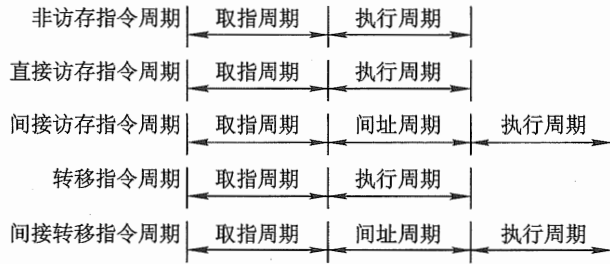 非访存指令周期 取指周期 执行周期
直接访存指令周期 取指周期 执行周期
间接访存指令周期 取指周期 间址周期 执行周期
转移指令周期 取指周期 执行周期
间接转移指令周期 取指周期 间址周期 执行周期